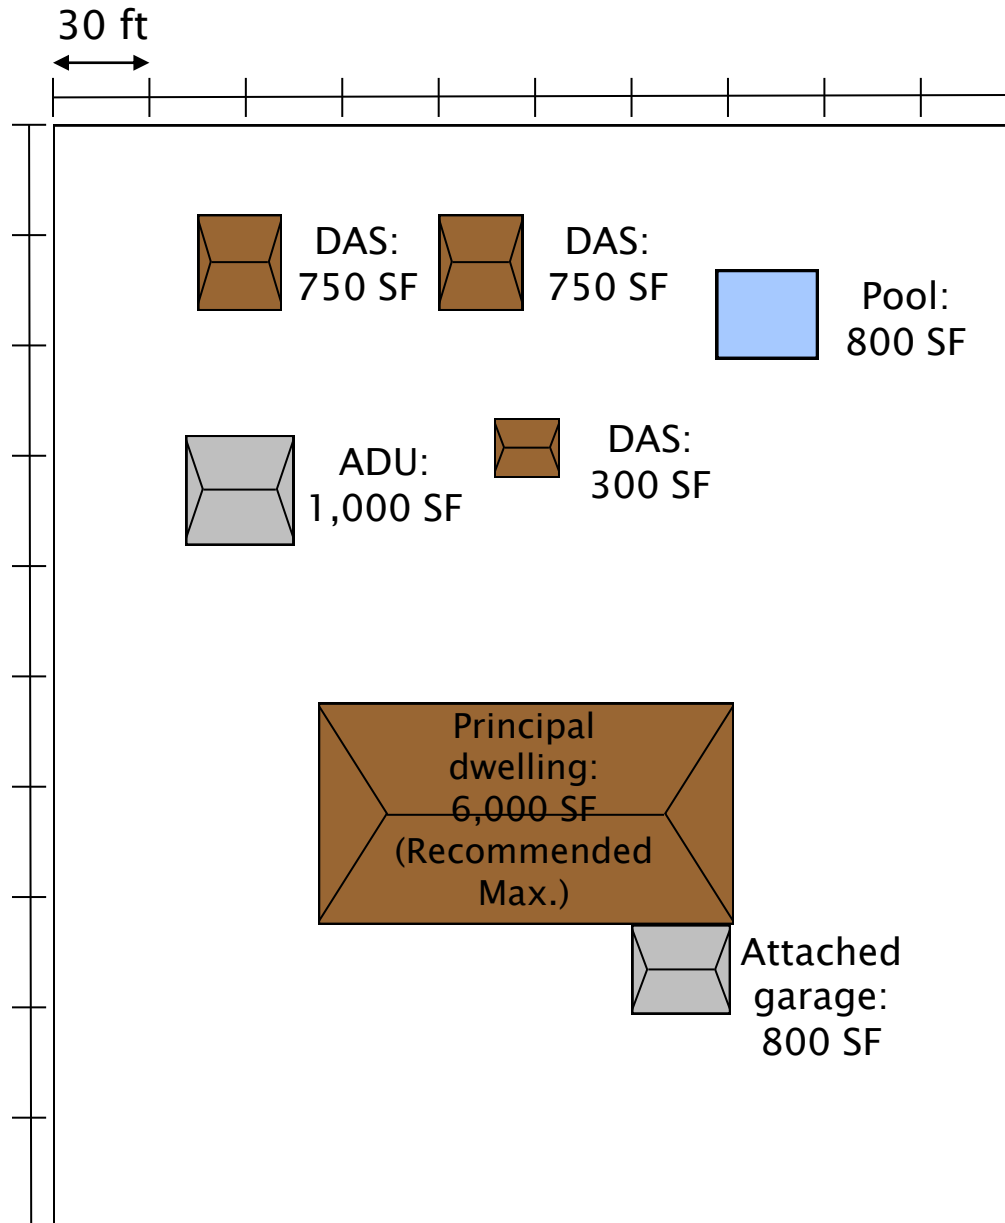 30 ft
DAS:
750 SF
DAS:
750 SF
Pool:
800 SF
ADU:
1,000 SF
DAS:
300 SF
Principal
dwelling:
6,000 SF
(Recommended
Max.)
Attached
garage:
800 SF